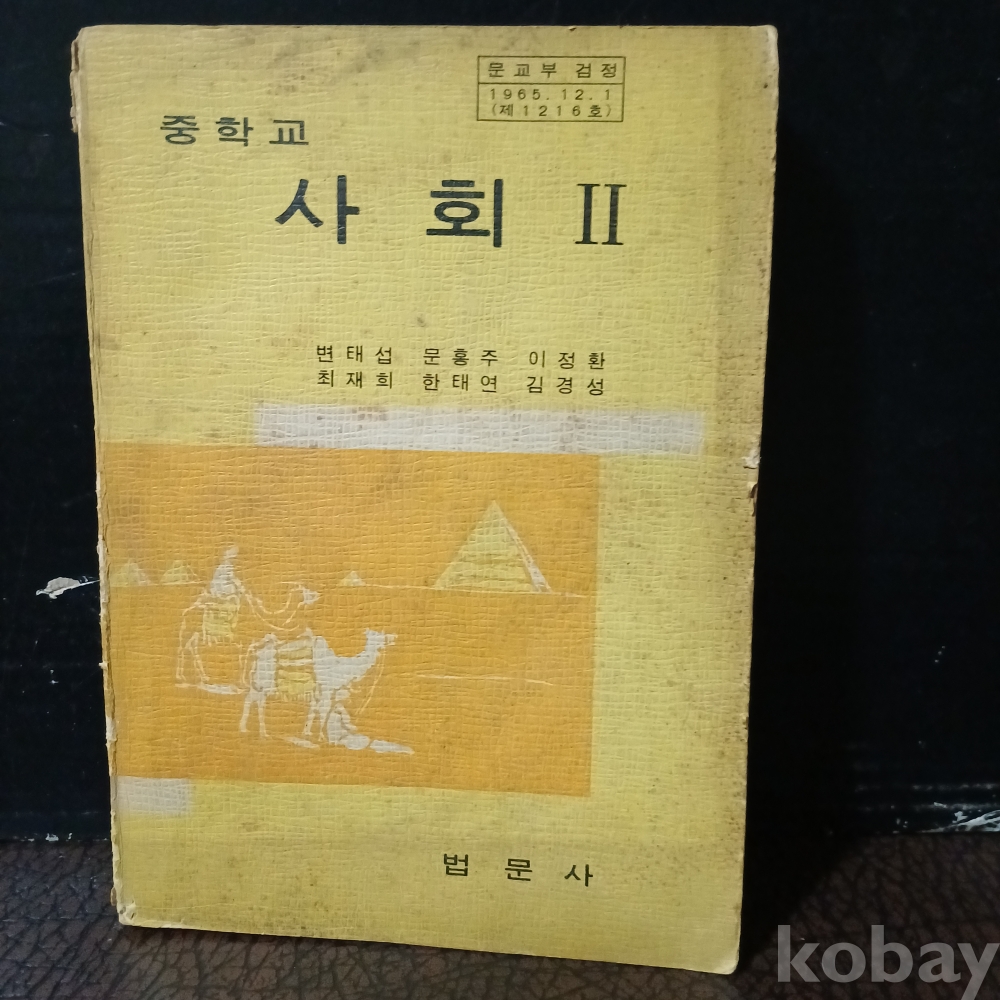 문교부 검정
1965.12.1
(제1216호)
중학교
사회 II
변태섭 문홍주 이정환
최재희 한태연 김경성
법문사
kobay